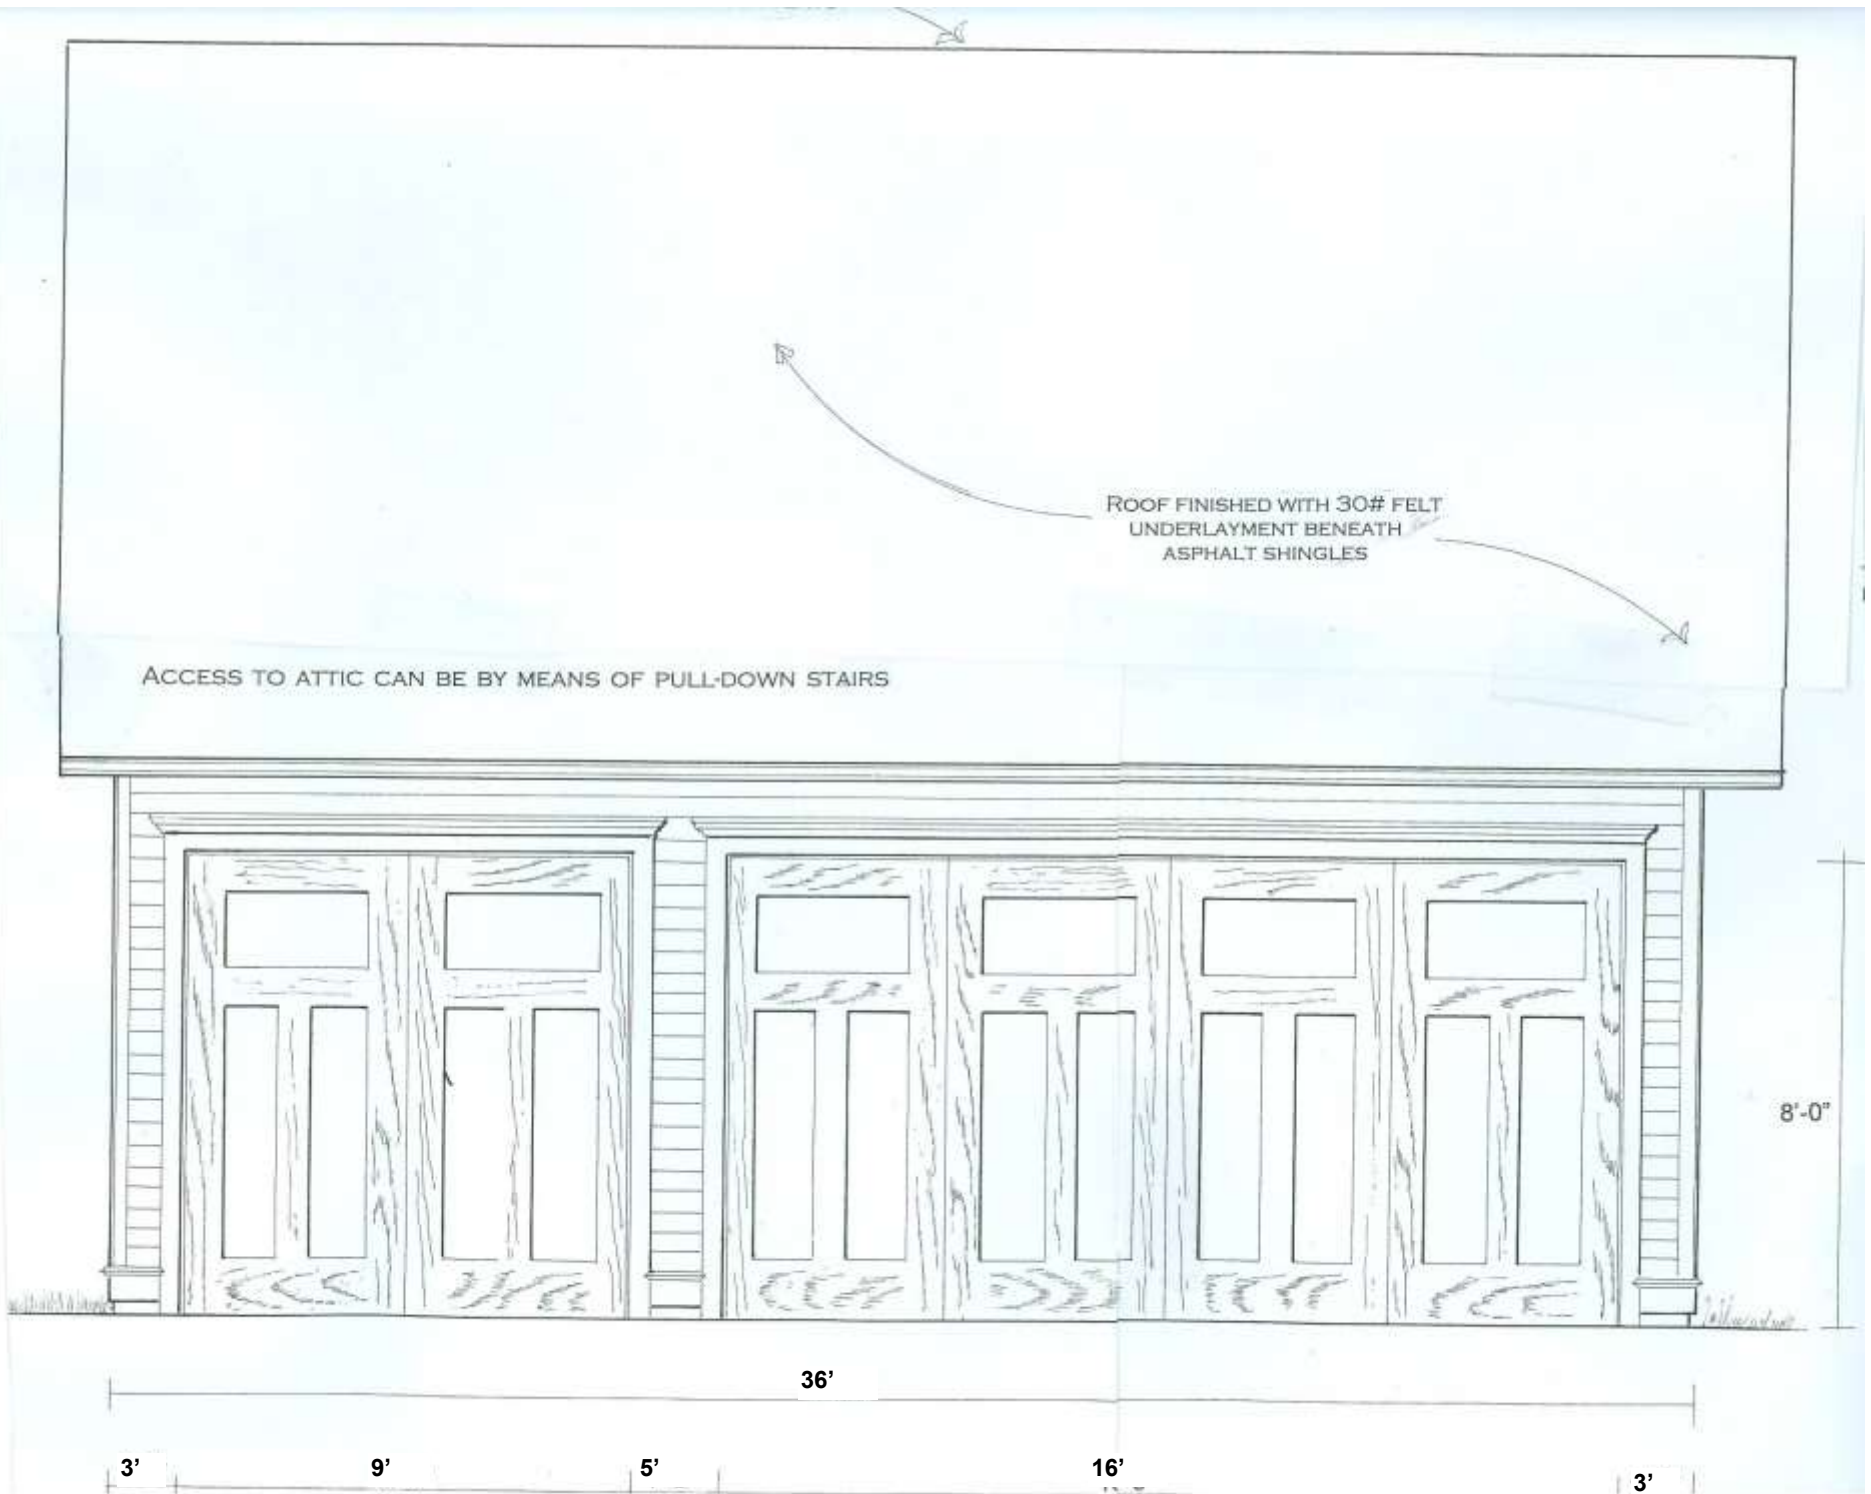 ROOF FINISHED WITH 30# FELT
UNDERLAYMENT BENEATH
ASPHALT SHINGLES
ACCESS TO ATTIC CAN BE BY MEANS OF PULL-DOWN STAIRS
8'-0"
36’
3’ 9’ 5’ 16’ 3’